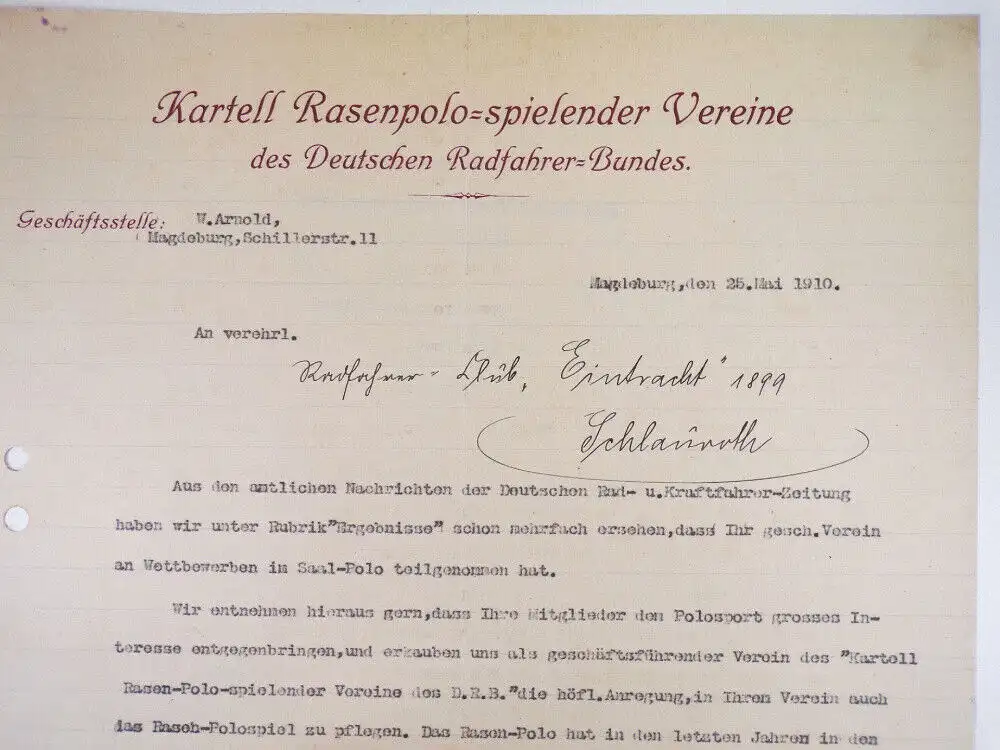 Kartell Rasenpolo=spielender Vereine
des Deutschen Radfahrer=Bundes.
Geschäftsstelle: W.Arnold,
Magdeburg,Schillerstr.11
Magdeburg,den 25.Mai 1910.
An verehrl.
Radfahrer=Club, Eintracht" 1899
Schlauroth
Aus den amtlichen Nachrichten der Deutschen Rad- u.Kraftfahrer-Zeitung
haben wir unter Rubrik"Ergebnisse" schon mehrfach ersehen,dass Ihr gesch.Verein
an Wettbewerben im Saal-Polo teilgenommen hat.
Wir entnehmen hieraus gern,dass Ihre Mitglieder dem Polosport grosses In-
teresse entgegenbringen,und erlauben uns als geschäftsführender Verein des "Kartell
Rasen-Polo-spielender Vereine des D.R.B."die höfl.Anregung,in Ihrem Verein auch
das Rasen-Polospiel zu pflegen. Das Rasen-Polo hat in den letzten Jahren in den